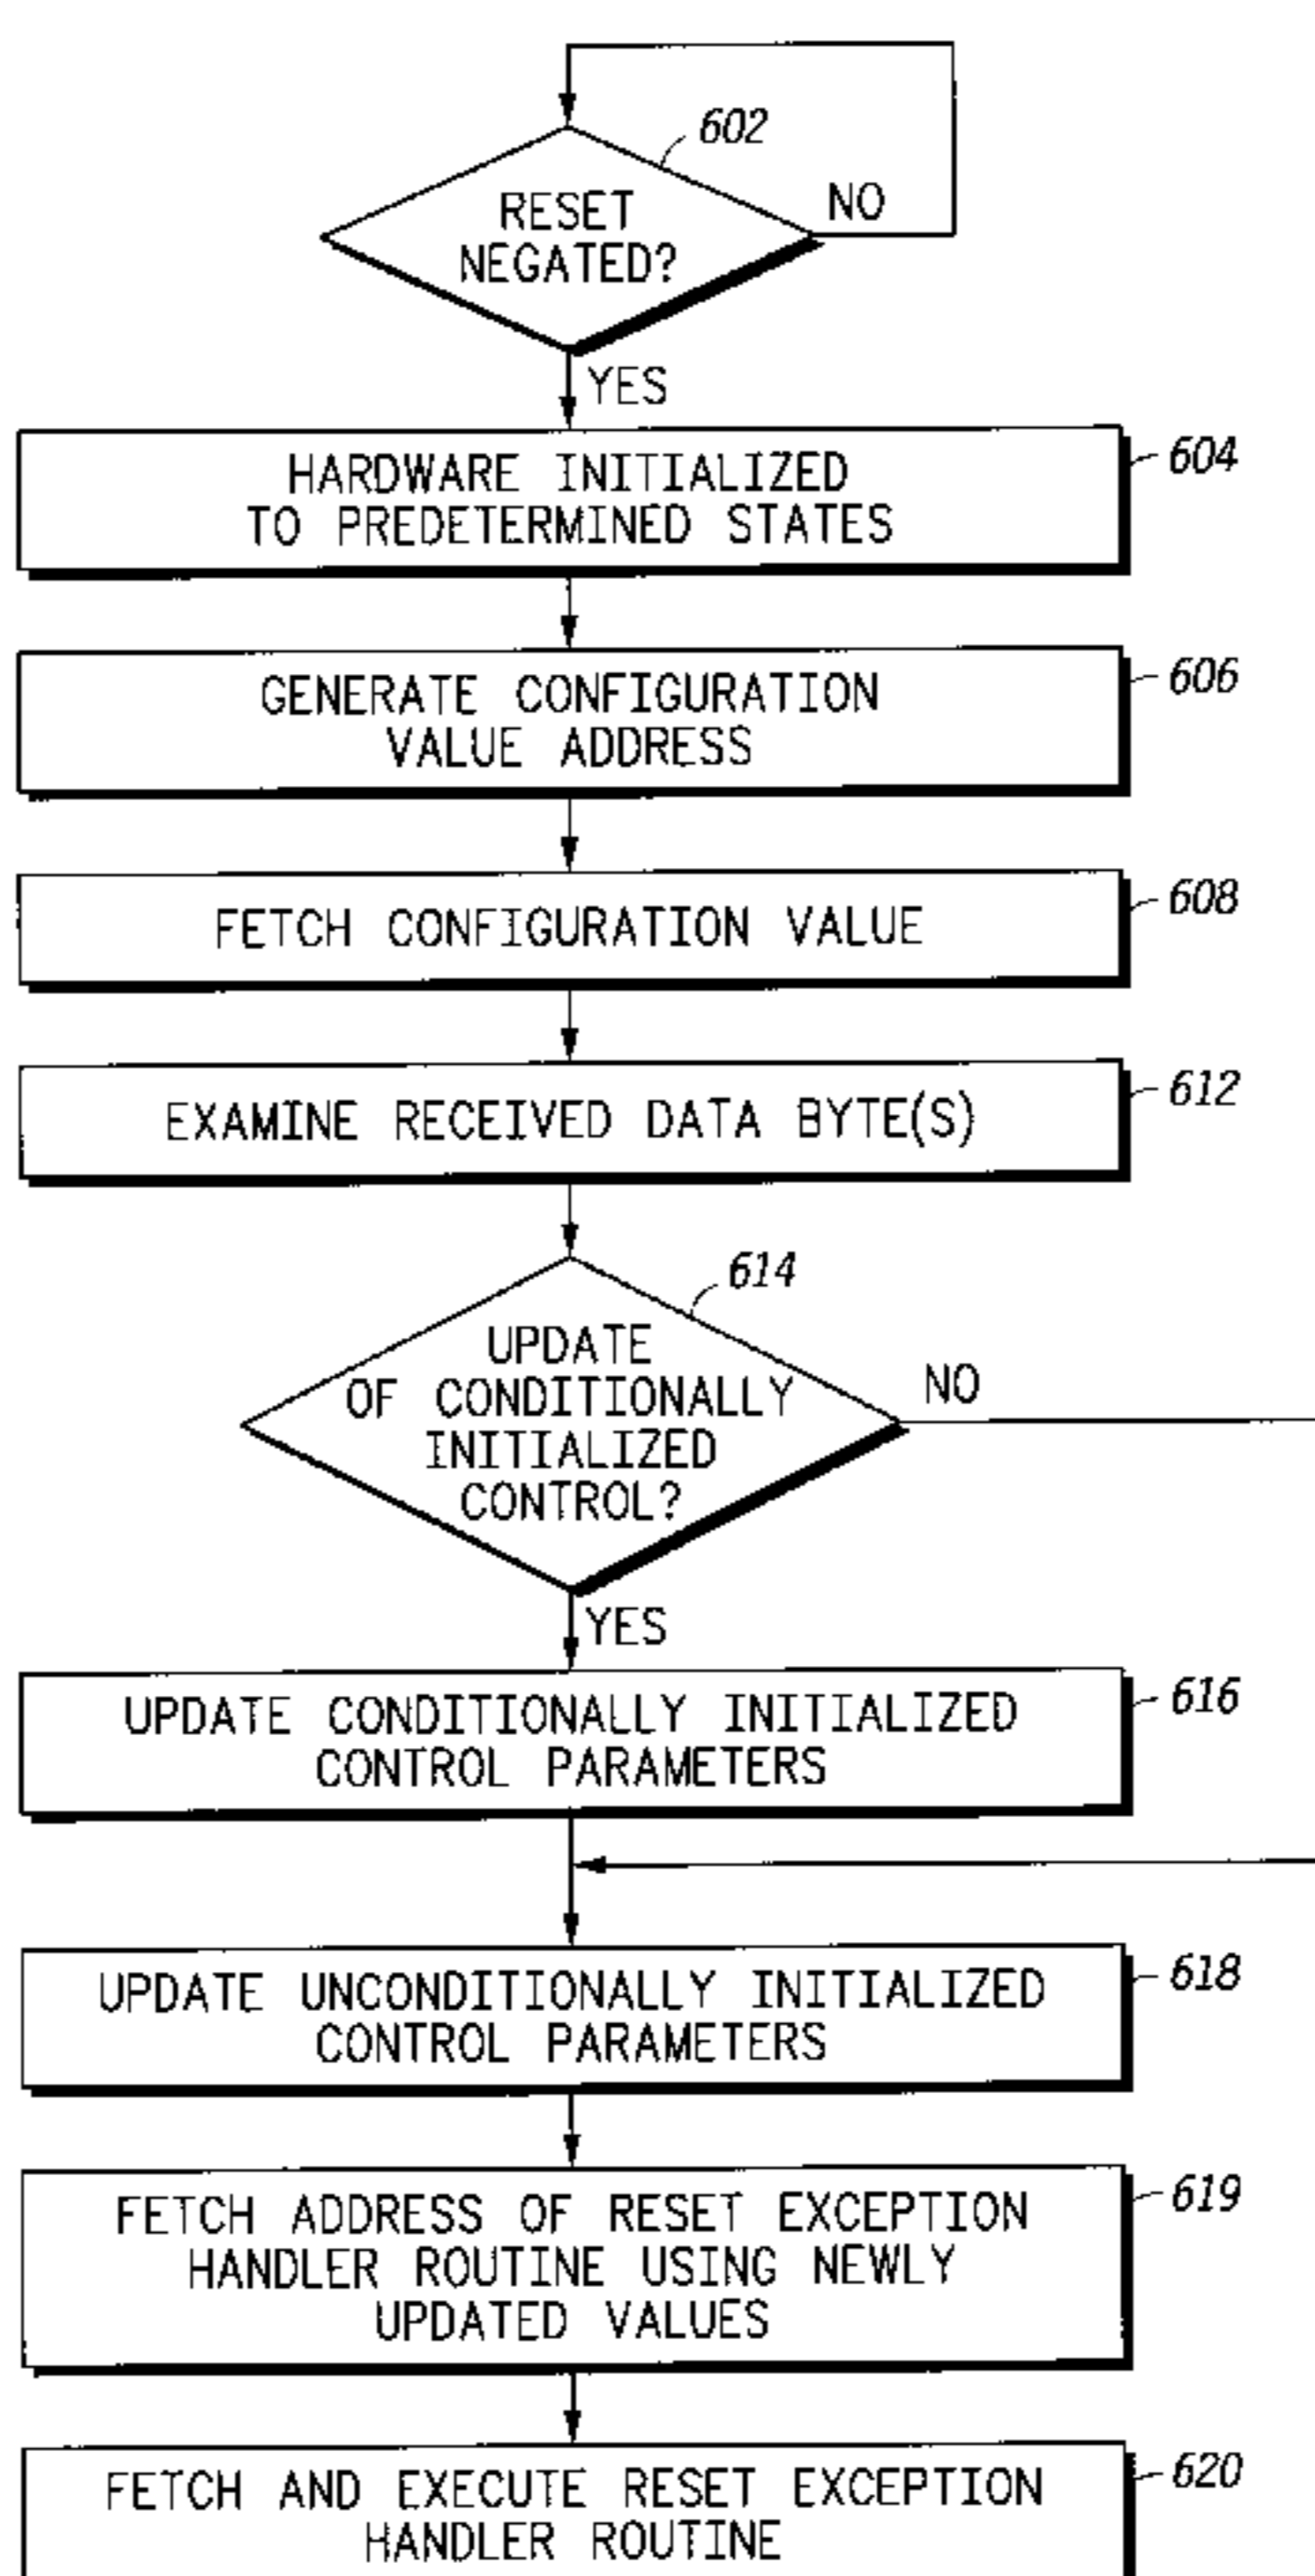 602
RESET
NEGATED?
NO
YES
HARDWARE INITIALIZED
TO PREDETERMINED STATES
604
GENERATE CONFIGURATION
VALUE ADDRESS
606
FETCH CONFIGURATION VALUE
608
EXAMINE RECEIVED DATA BYTE(S)
612
614
UPDATE
OF CONDITIONALLY
INITIALIZED
CONTROL?
NO
YES
UPDATE CONDITIONALLY INITIALIZED
CONTROL PARAMETERS
616
UPDATE UNCONDITIONALLY INITIALIZED
CONTROL PARAMETERS
618
FETCH ADDRESS OF RESET EXCEPTION
HANDLER ROUTINE USING NEWLY
UPDATED VALUES
619
FETCH AND EXECUTE RESET EXCEPTION
HANDLER ROUTINE
620